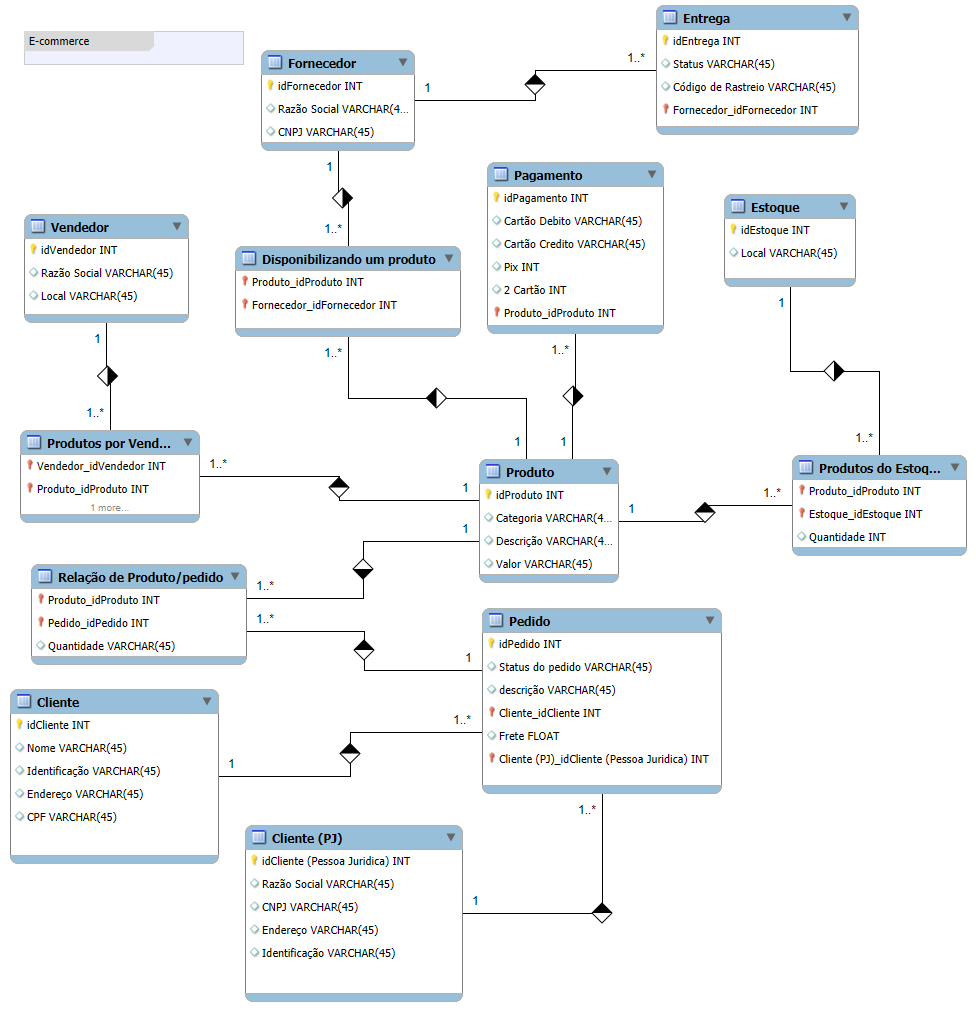 E-commerce
Entrega
idEntrega INT
Status VARCHAR(45)
Código de Rastreio VARCHAR(45)
Fornecedor_idFornecedor INT
1..*
1
Fornecedor
idFornecedor INT
Razão Social VARCHAR(4...
CNPJ VARCHAR(45)
1
1..*
Pagamento
idPagamento INT
Cartão Debito VARCHAR(45)
Cartão Credito VARCHAR(45)
Pix INT
2 Cartão INT
Produto_idProduto INT
1..*
1
Estoque
idEstoque INT
Local VARCHAR(45)
1
1..*
Vendedor
idVendedor INT
Razão Social VARCHAR(45)
Local VARCHAR(45)
1
1..*
Disponibilizando um produto
Produto_idProduto INT
Fornecedor_idFornecedor INT
1..*
1
Produtos por Vend...
Vendedor_idVendedor INT
Produto_idProduto INT
1 more...
1..*
1
Produto
idProduto INT
Categoria VARCHAR(4...
Descrição VARCHAR(4...
Valor VARCHAR(45)
1
1..*
Produtos do Estoq...
Produto_idProduto INT
Estoque_idEstoque INT
Quantidade INT
1
1..*
Relação de Produto/pedido
Produto_idProduto INT
Pedido_idPedido INT
Quantidade VARCHAR(45)
1..*
1
Pedido
idPedido INT
Status do pedido VARCHAR(45)
descrição VARCHAR(45)
Cliente_idCliente INT
Frete FLOAT
Cliente (PJ)_idCliente (Pessoa Juridica) INT
1..*
1
Cliente
idCliente INT
Nome VARCHAR(45)
Identificação VARCHAR(45)
Endereço VARCHAR(45)
CPF VARCHAR(45)
1..*
1
Cliente (PJ)
idCliente (Pessoa Juridica) INT
Razão Social VARCHAR(45)
CNPJ VARCHAR(45)
Endereço VARCHAR(45)
Identificação VARCHAR(45)